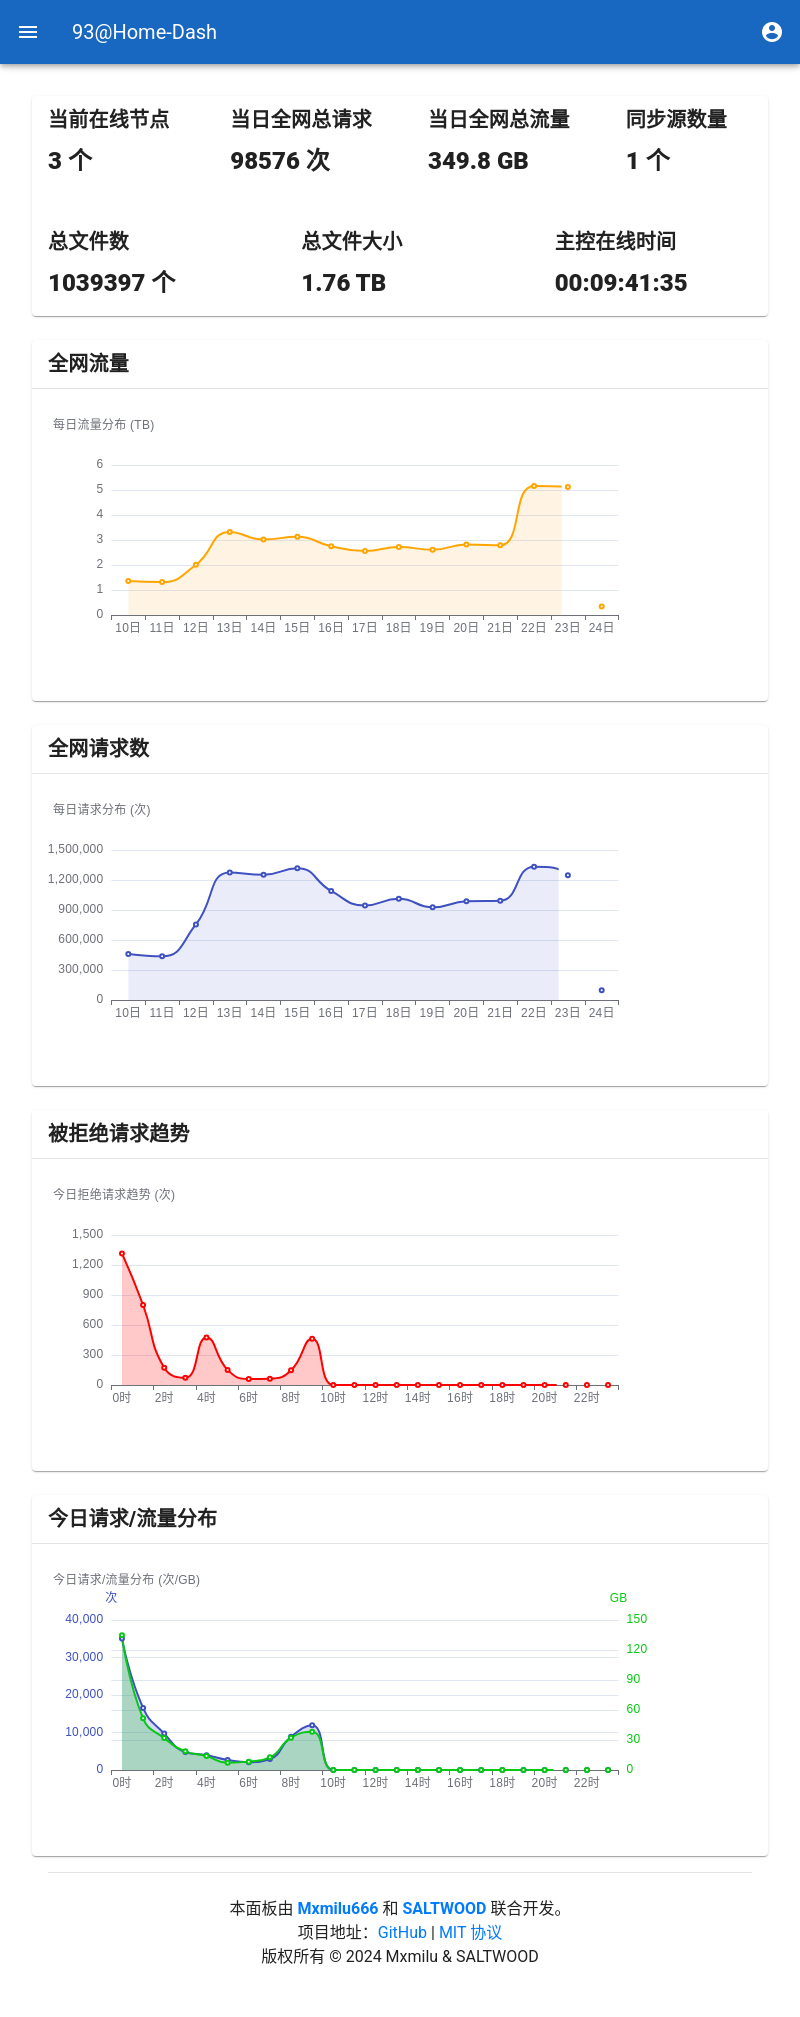 93@Home-Dash
当前在线节点 当日全网总请求 当日全网总流量 同步源数量
3 个 98576 次 349.8 GB 1 个
总文件数 总文件大小 主控在线时间
1039397 个 1.76 TB 00:09:41:35
全网流量
每日流量分布 (TB)
6
5
4
3
2
1
0
10日 11日 12日 13日 14日 15日 16日 17日 18日 19日 20日 21日 22日 23日 24日
全网请求数
每日请求分布 (次)
1,500,000
1,200,000
900,000
600,000
300,000
0
10日 11日 12日 13日 14日 15日 16日 17日 18日 19日 20日 21日 22日 23日 24日
被拒绝请求趋势
今日拒绝请求趋势 (次)
1,500
1,200
900
600
300
0
0时 2时 4时 6时 8时 10时 12时 14时 16时 18时 20时 22时
今日请求/流量分布
今日请求/流量分布 (次/GB)
次 GB
40,000 150
120
30,000
90
20,000
60
10,000
30
0 0
0时 2时 4时 6时 8时 10时 12时 14时 16时 18时 20时 22时
本面板由 Mxmilu666 和 SALTWOOD 联合开发。
项目地址：GitHub | MIT 协议
版权所有 © 2024 Mxmilu & SALTWOOD